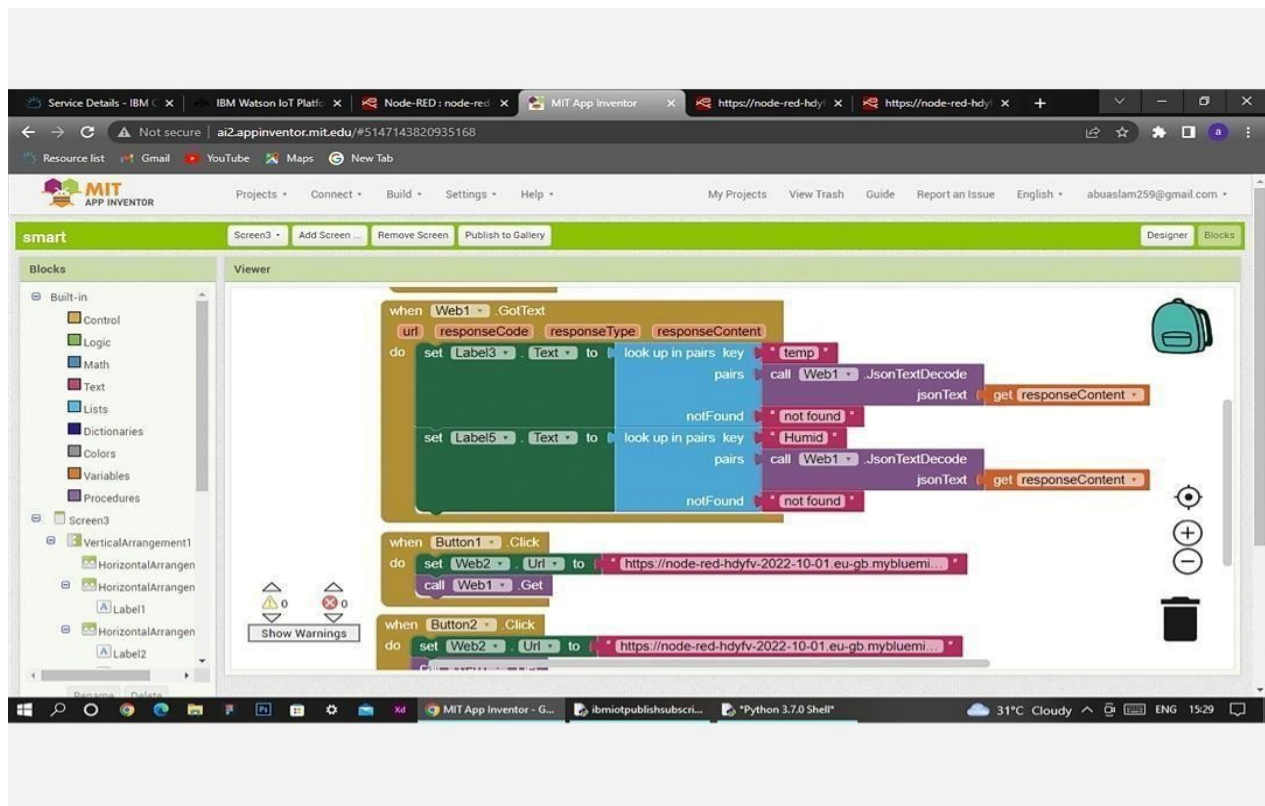 Service Details - IBM C
IBM Watson IoT Platfo
Node-RED : node-red
MIT App Inventor
https://node-red-hdy
https://node-red-hdy
Not secure | ai2.appinventor.mit.edu/#5147143820935168
a
Resource list Gmail YouTube Maps New Tab
MIT
APP INVENTOR
Projects Connect Build Settings Help My Projects View Trash Guide Report an Issue English abuaslam259@gmail.com
smart Screen3 Add Screen ... Remove Screen Publish to Gallery Designer Blocks
Blocks Viewer
Built-in
Control
Logic
Math
Text
Lists
Dictionaries
Colors
Variables
Procedures
Screen3
VerticalArrangement1
HorizontalArrangen
HorizontalArrangen
Label1
HorizontalArrangen
Label2
Rename Delete
when Web1 .GotText
url responseCode responseType responseContent
do set Label3 . Text to look up in pairs key " temp "
pairs call Web1 .JsonTextDecode
jsonText get responseContent
notFound " not found "
set Label5 . Text to look up in pairs key " Humid "
pairs call Web1 .JsonTextDecode
jsonText get responseContent
notFound " not found "
when Button1 .Click
do set Web2 . Url to " https://node-red-hdyfv-2022-10-01.eu-gb.mybluemi... "
call Web1 .Get
when Button2 .Click
do set Web2 . Url to " https://node-red-hdyfv-2022-10-01.eu-gb.mybluemi... "
0 0
Show Warnings
Ps Xd MIT App Inventor - G... ibmiotpublishsubscri... *Python 3.7.0 Shell* 31°C Cloudy ENG 15:29